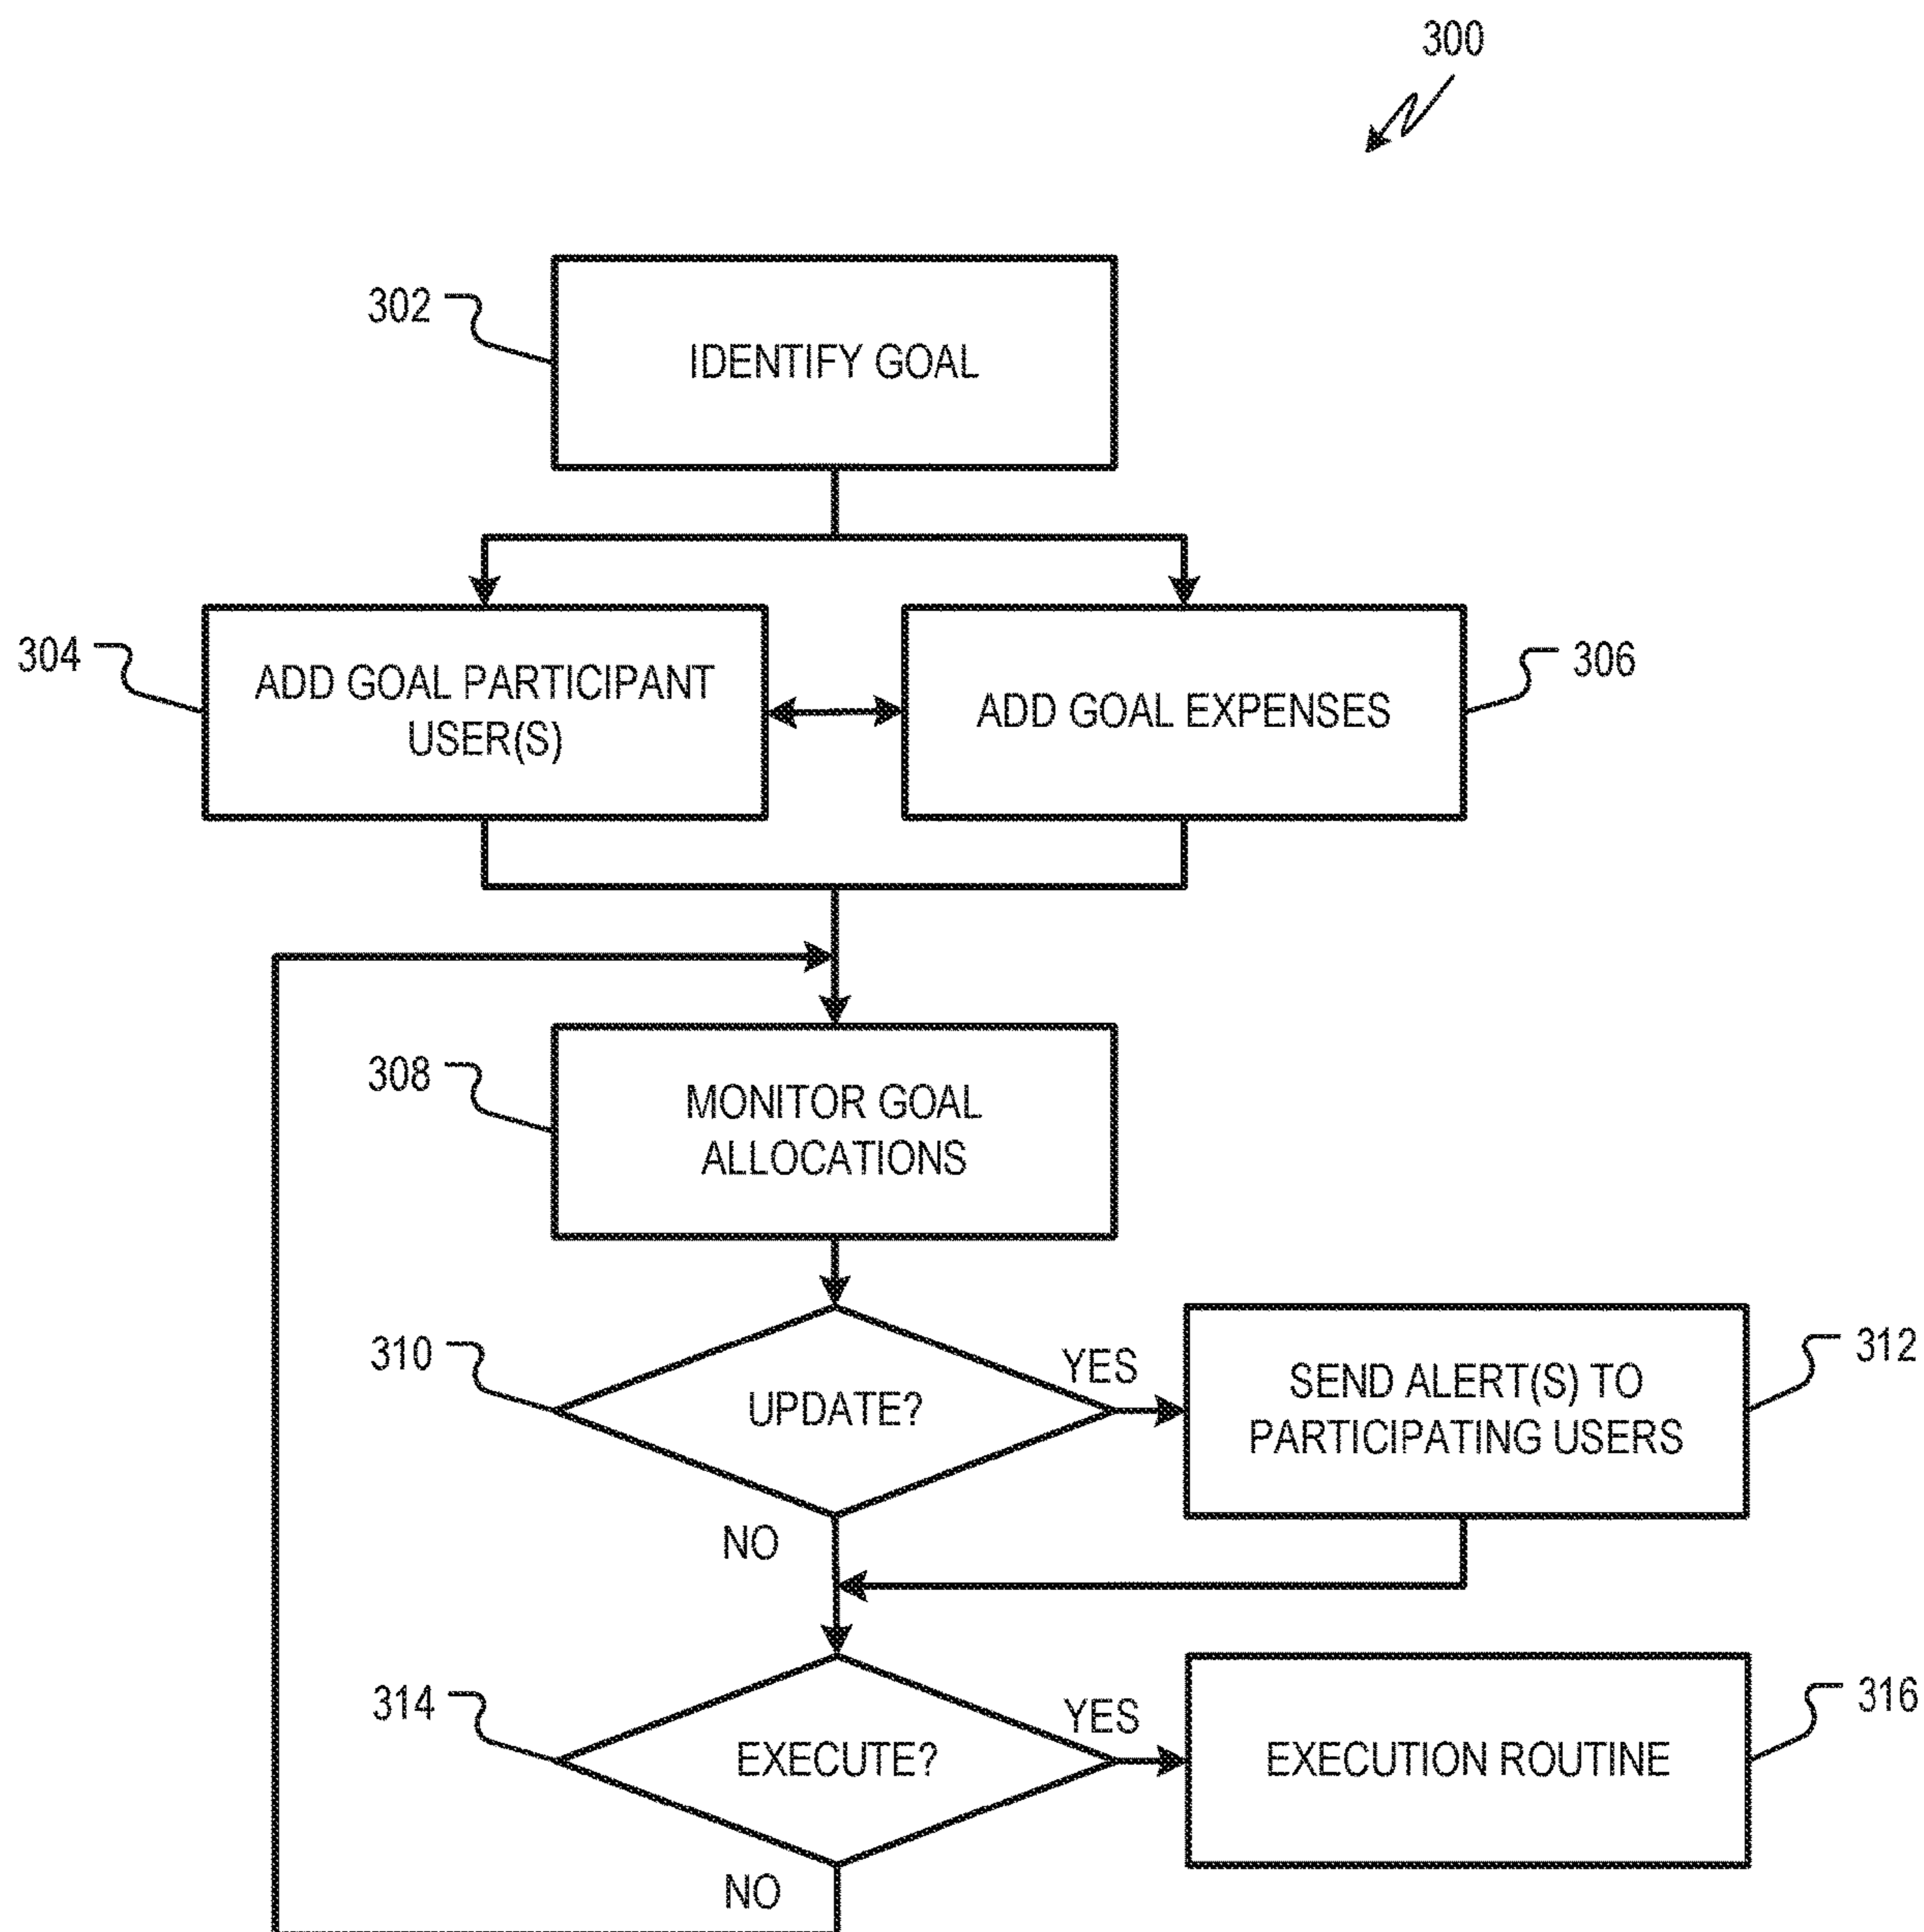 300
302
IDENTIFY GOAL
304
ADD GOAL PARTICIPANT
USER(S)
ADD GOAL EXPENSES
306
308
MONITOR GOAL
ALLOCATIONS
310
UPDATE?
YES
SEND ALERT(S) TO
PARTICIPATING USERS
312
NO
314
EXECUTE?
YES
EXECUTION ROUTINE
316
NO